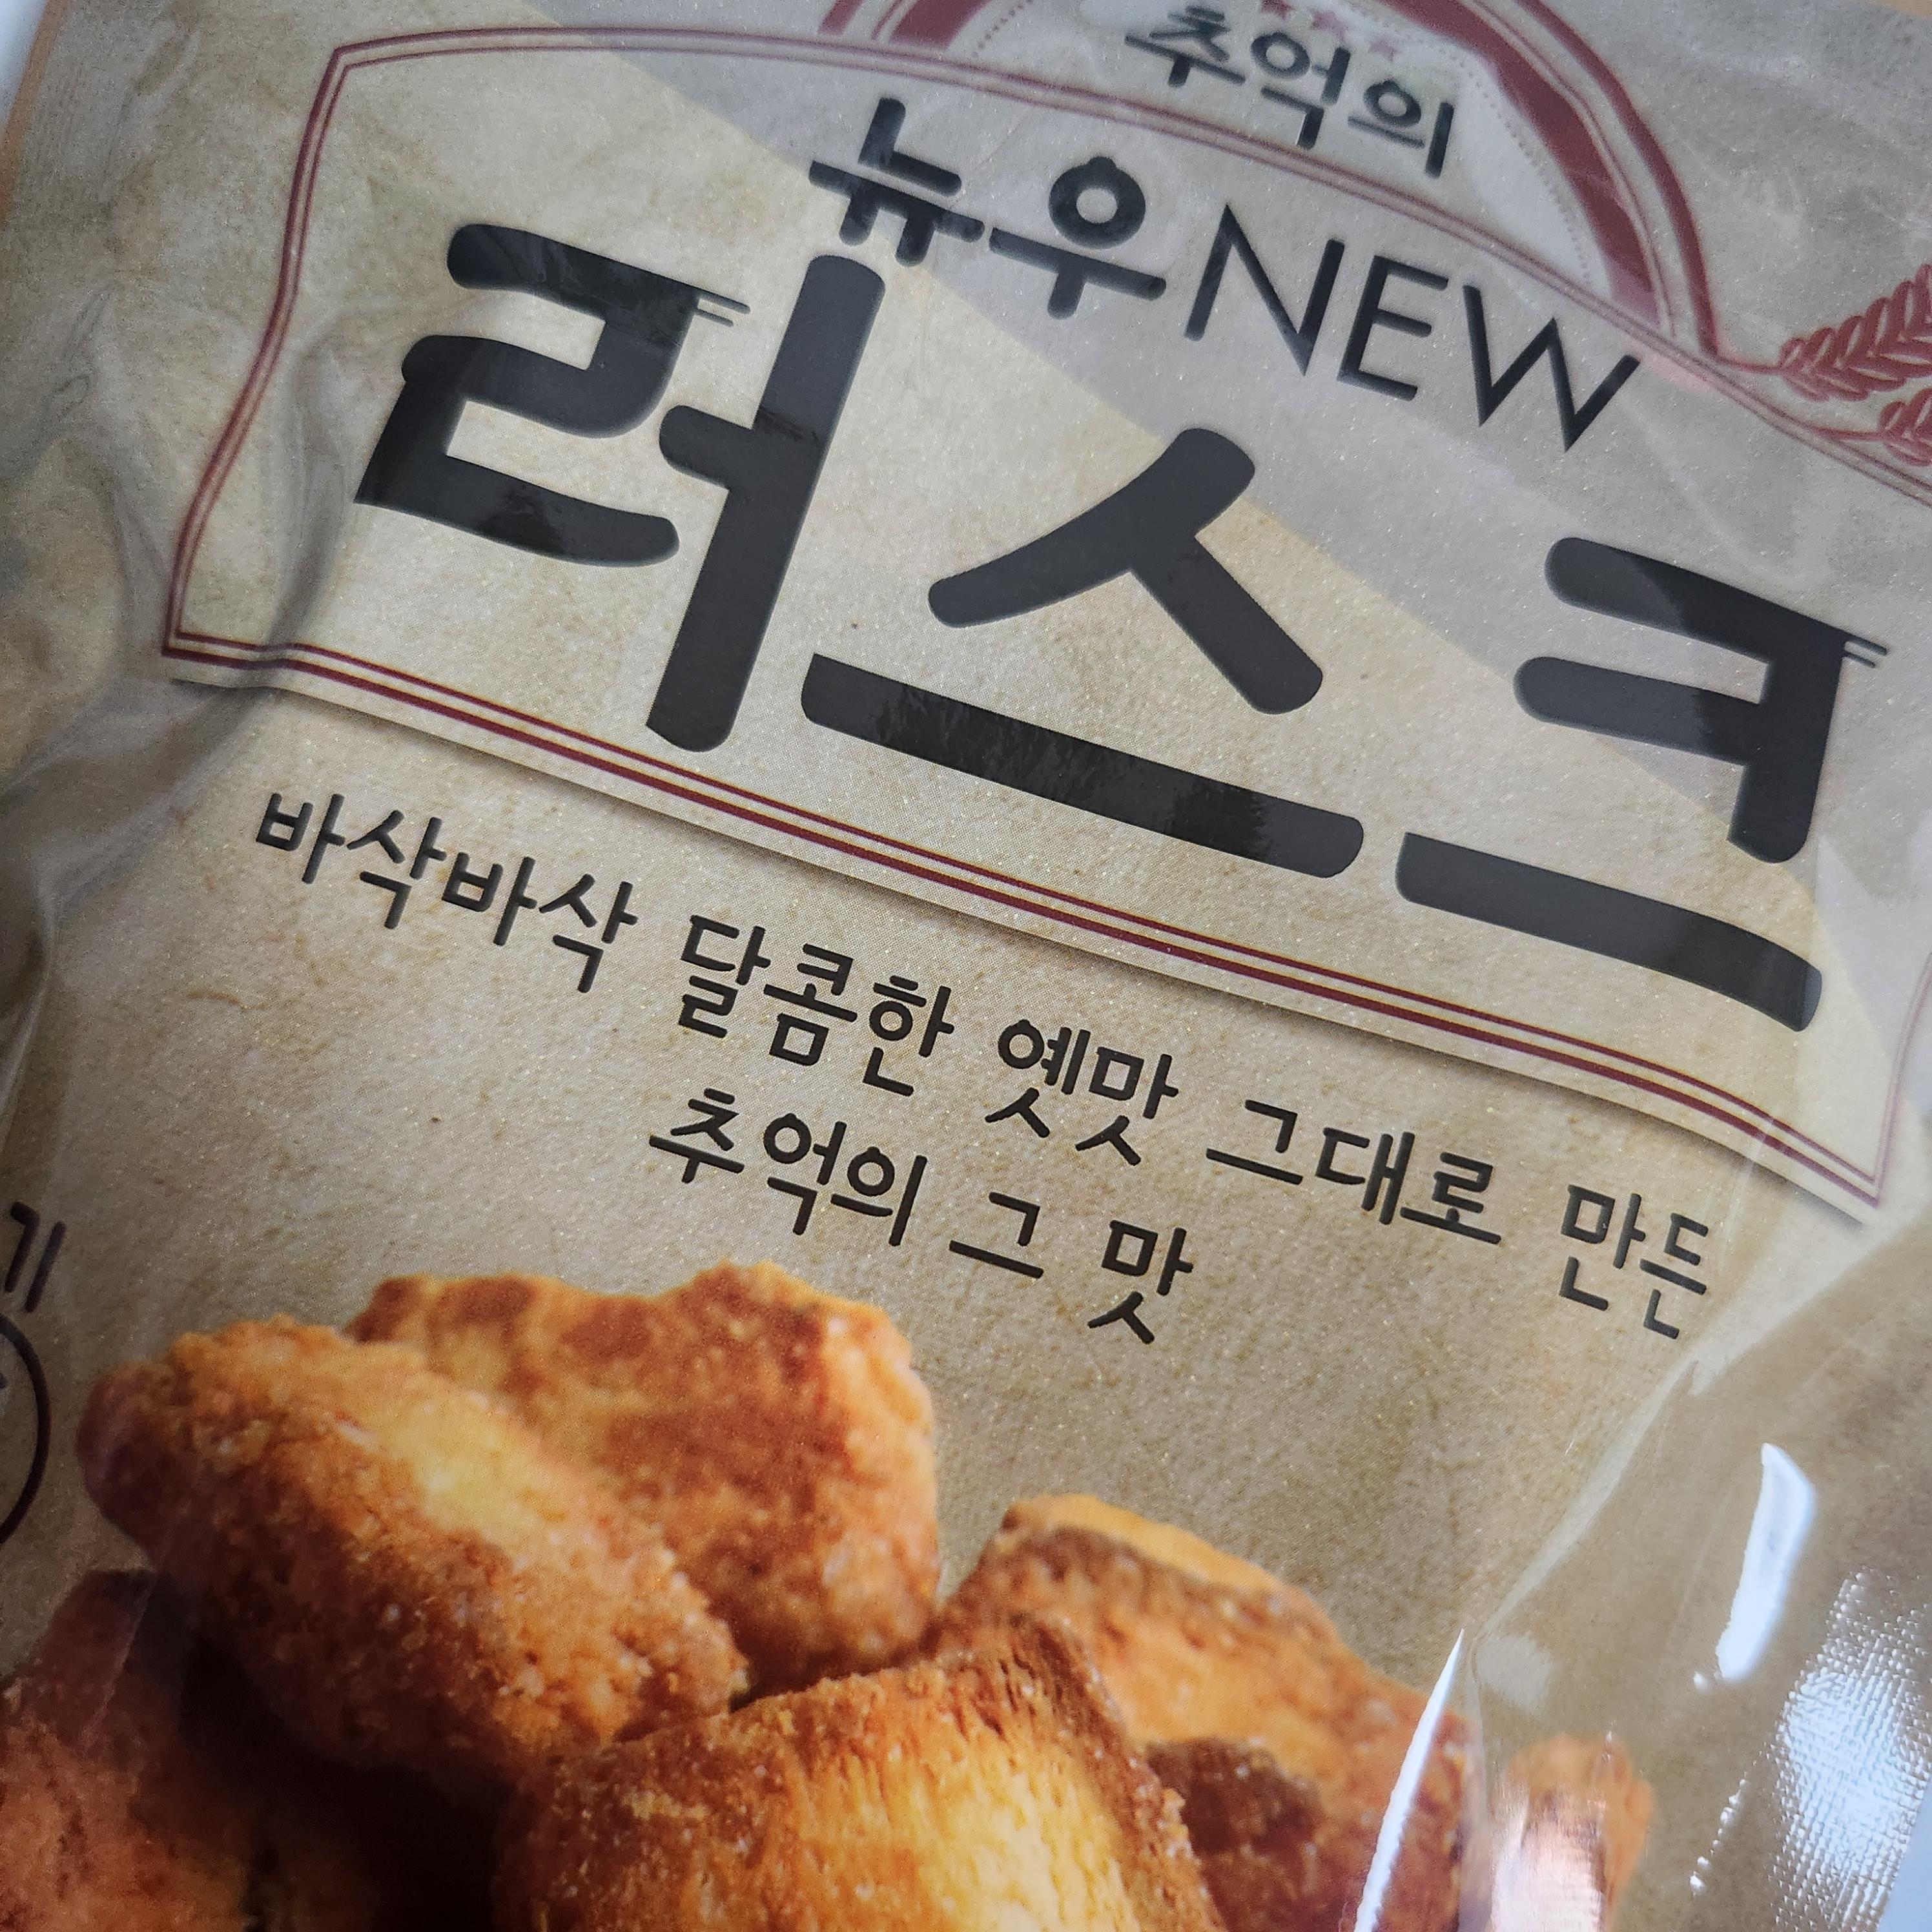 추억의
뉴우NEW
러스크
바삭바삭 달콤한 옛맛 그대로 만든
추억의 그 맛
기